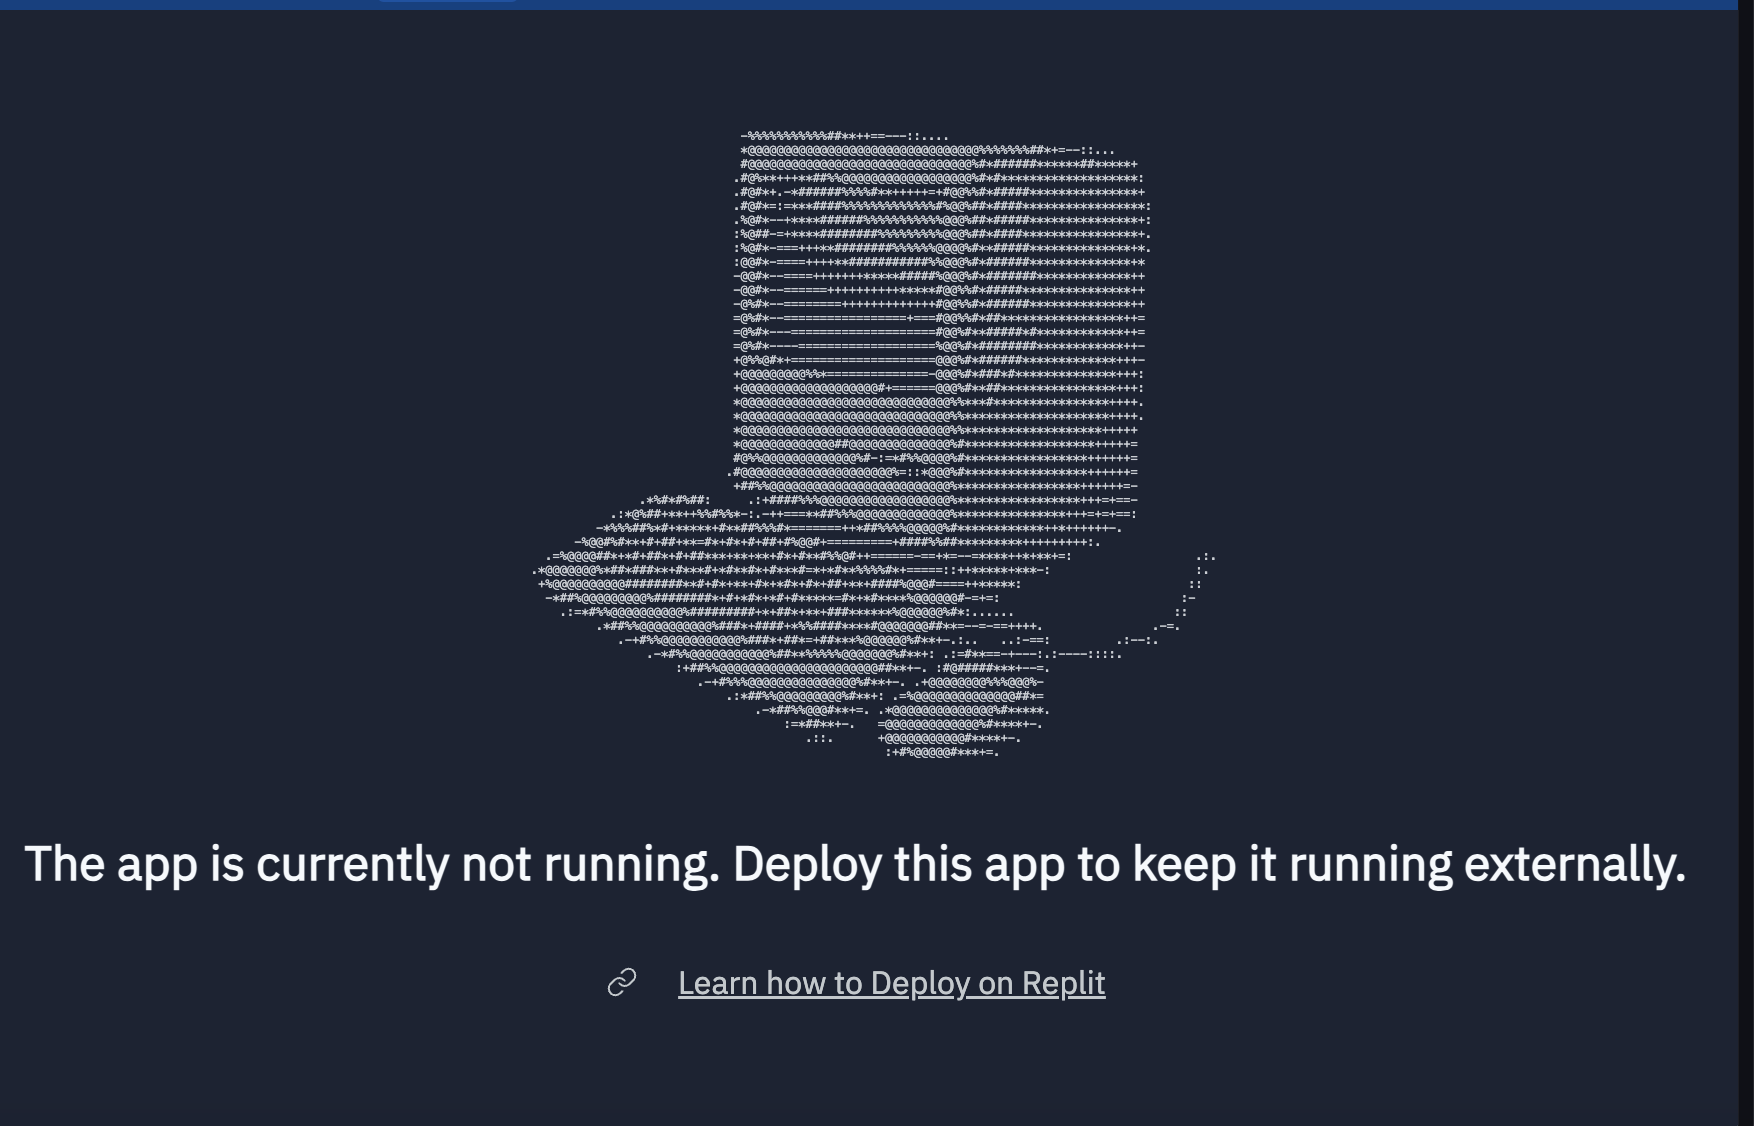 The app is currently not running. Deploy this app to keep it running externally.
Learn how to Deploy on Replit